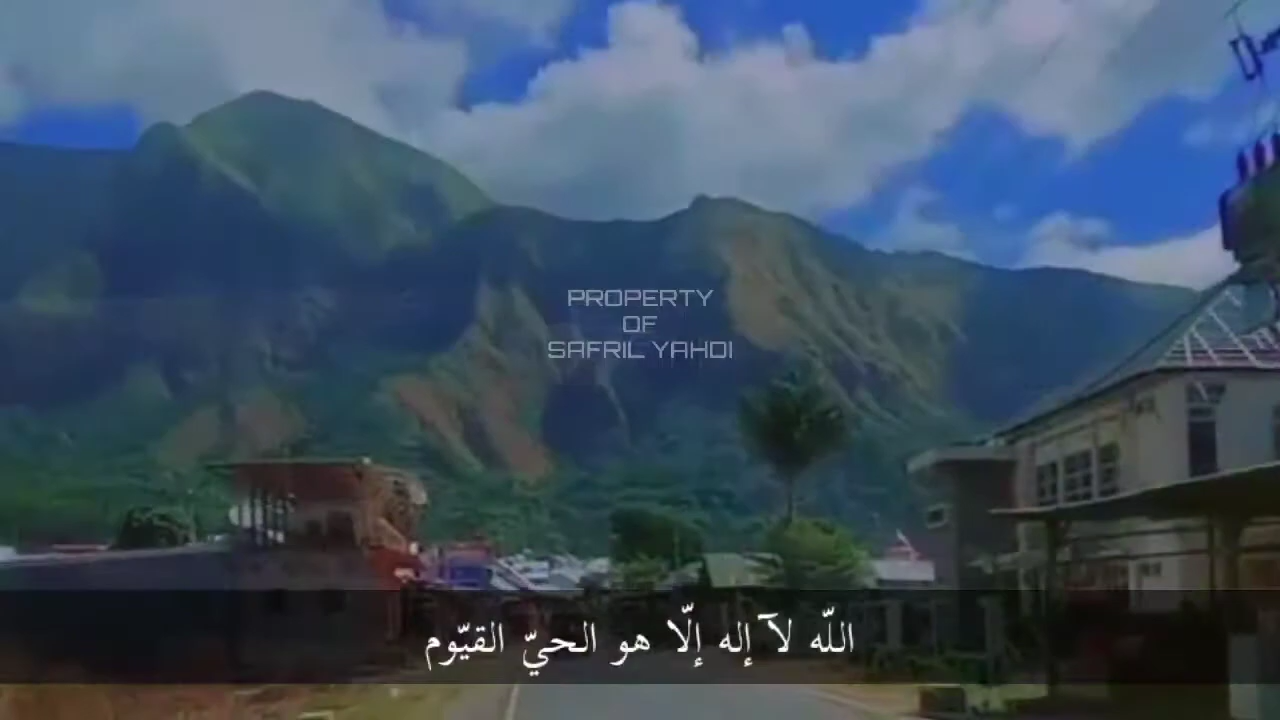 PROPERTY
OF
SAFRIL YAHDI
اللّه لآ إله إلّا هو الحيّ القيّوم